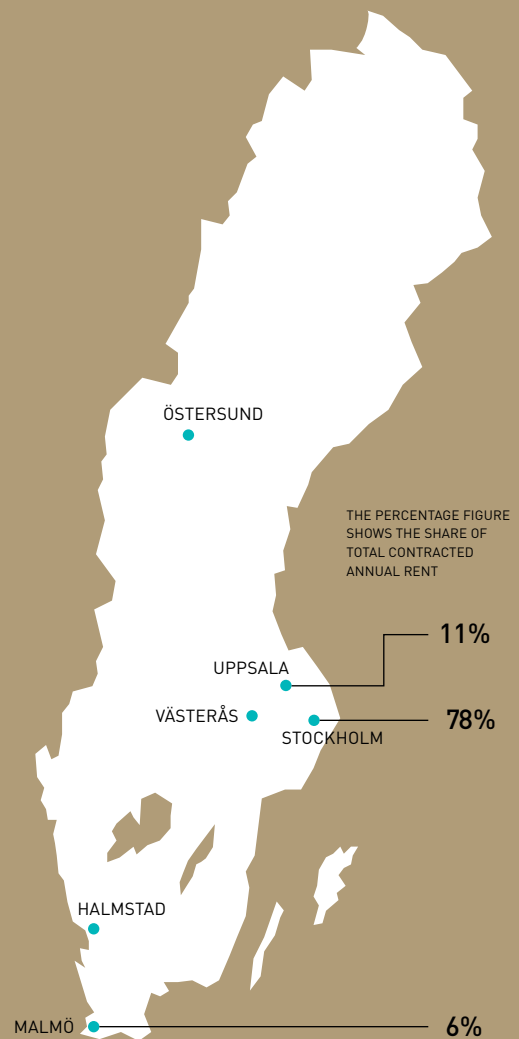 ÖSTERSUND
THE PERCENTAGE FIGURE
SHOWS THE SHARE OF
TOTAL CONTRACTED
ANNUAL RENT
11%
UPPSALA
VÄSTERÅS
78%
STOCKHOLM
HALMSTAD
MALMÖ
6%